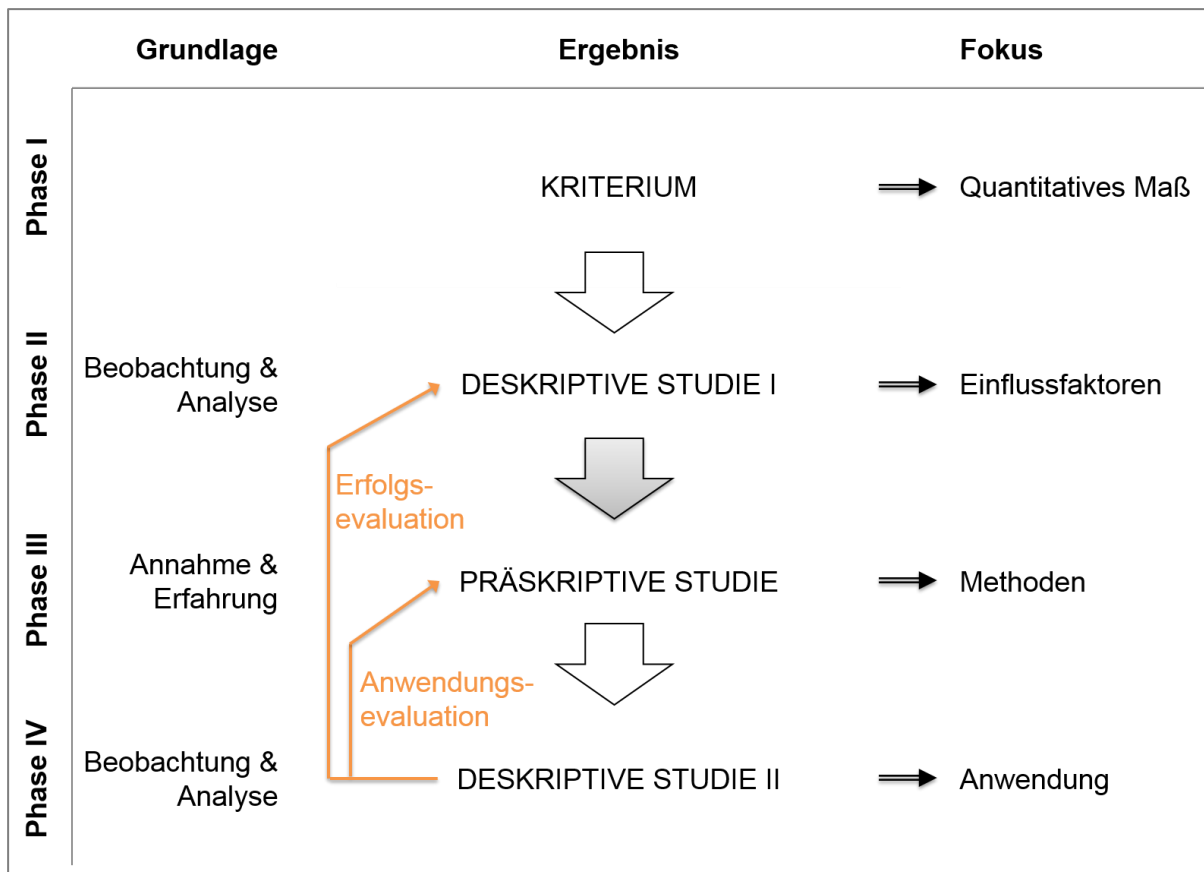 Grundlage
Ergebnis
Fokus
Phase I
KRITERIUM
Quantitatives Maß
Phase II
Beobachtung &
Analyse
DESKRIPTIVE STUDIE I
Einflussfaktoren
Erfolgs-
evaluation
Phase III
Annahme &
Erfahrung
PRÄSKRIPTIVE STUDIE
Methoden
Anwendungs-
evaluation
Phase IV
Beobachtung &
Analyse
DESKRIPTIVE STUDIE II
Anwendung